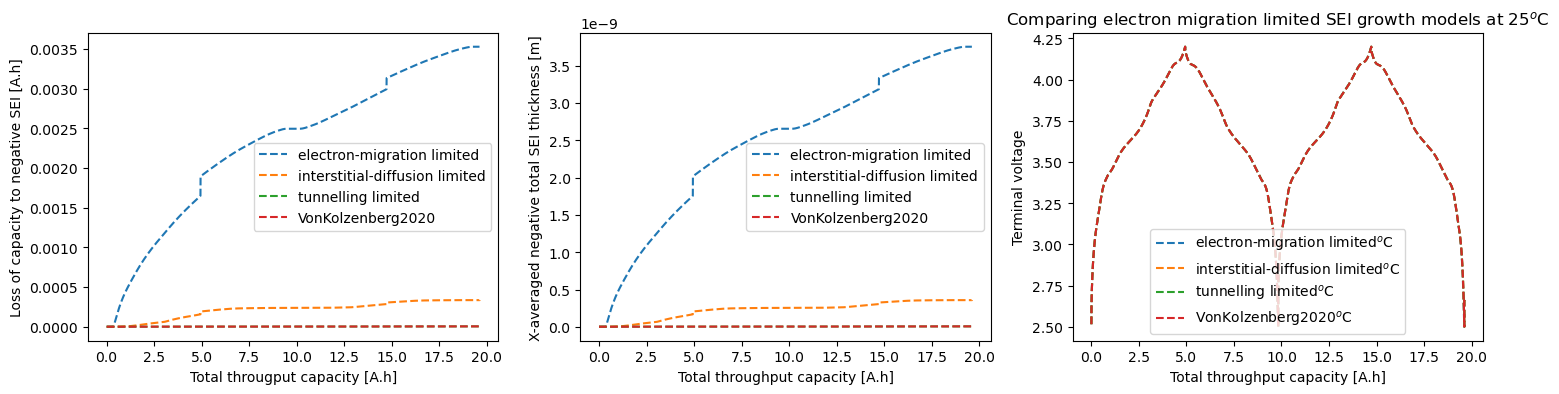 Comparing electron migration limited SEI growth models at 25°C
1e−9
Loss of capacity to negative SEI [A.h]
0.0035
0.0030
0.0025
0.0020
0.0015
0.0010
0.0005
0.0000
electron-migration limited
interstitial-diffusion limited
tunnelling limited
VonKolzenberg2020
0.0 2.5 5.0 7.5 10.0 12.5 15.0 17.5 20.0
Total througput capacity [A.h]
X-averaged negative total SEI thickness [m]
3.5
3.0
2.5
2.0
1.5
1.0
0.5
0.0
electron-migration limited
interstitial-diffusion limited
tunnelling limited
VonKolzenberg2020
0.0 2.5 5.0 7.5 10.0 12.5 15.0 17.5 20.0
Total throughput capacity [A.h]
Terminal voltage
4.25
4.00
3.75
3.50
3.25
3.00
2.75
2.50
electron-migration limited°C
interstitial-diffusion limited°C
tunnelling limited°C
VonKolzenberg2020°C
0.0 2.5 5.0 7.5 10.0 12.5 15.0 17.5 20.0
Total throughput capacity [A.h]